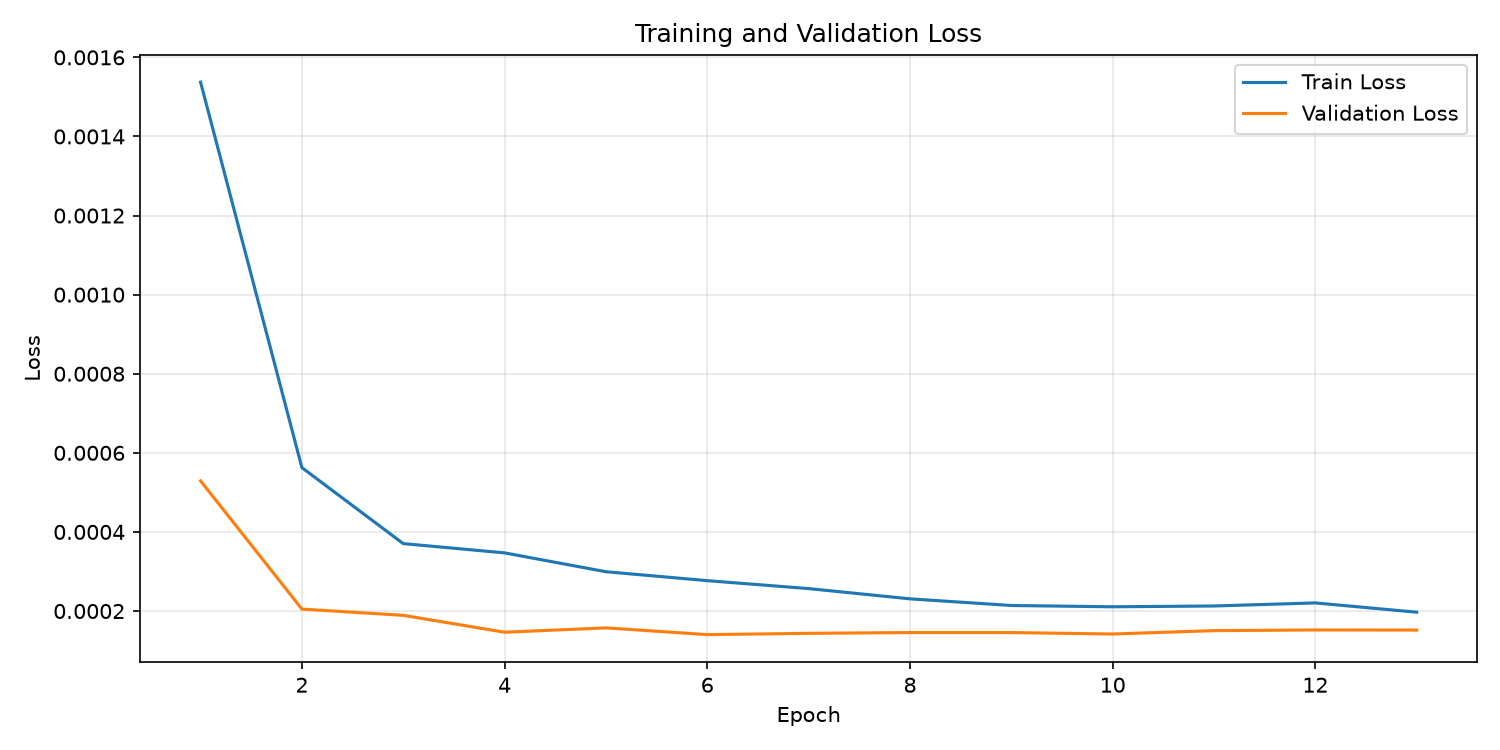 Training and Validation Loss
0.0016
0.0014
0.0012
0.0010
0.0008
0.0006
0.0004
0.0002
Loss
Train Loss
Validation Loss
2 4 6 8 10 12
Epoch